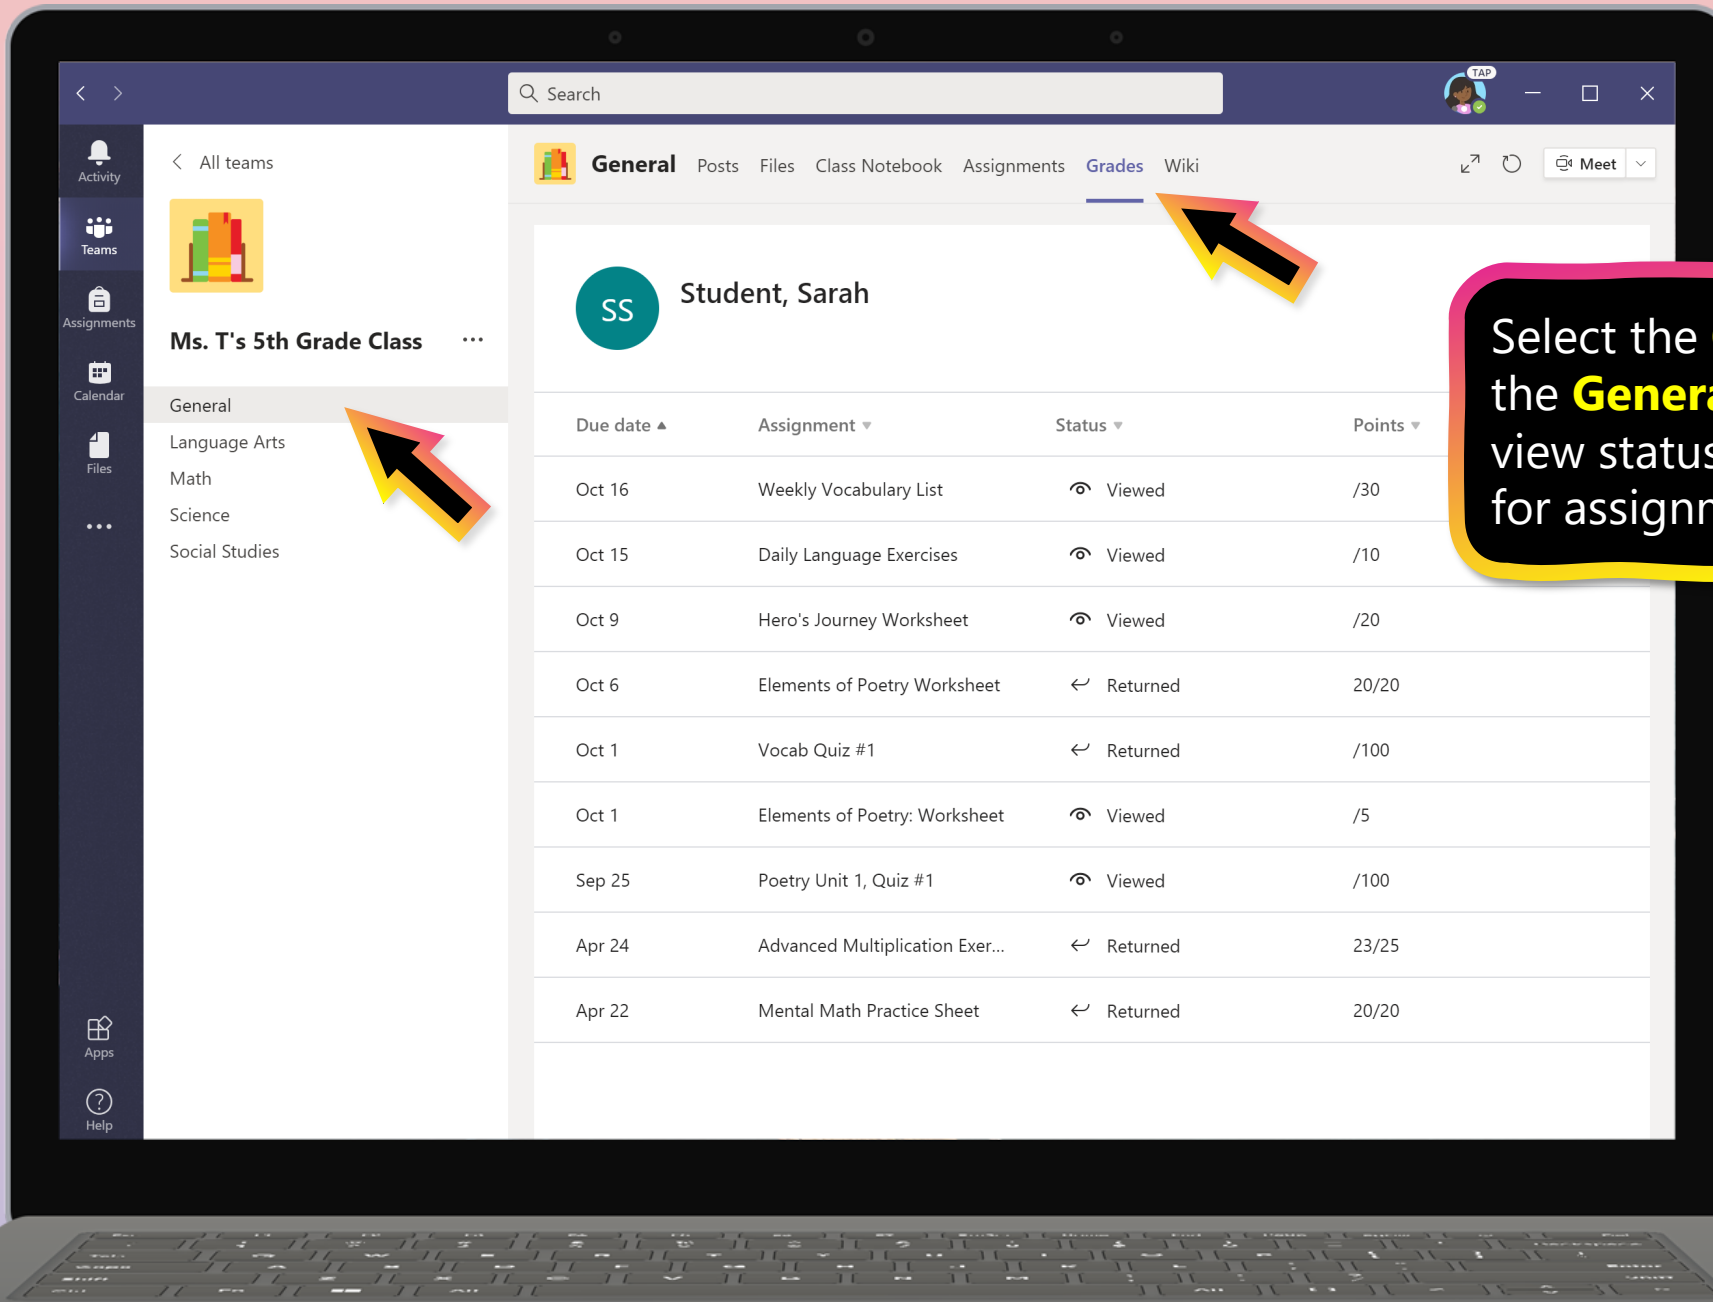 Search
TAP
Activity
Teams
Assignments
Calendar
Files
Apps
Help
All teams
Ms. T's 5th Grade Class
General
Language Arts
Math
Science
Social Studies
General Posts Files Class Notebook Assignments Grades Wiki
Meet
SS
Student, Sarah
Due date Assignment Status Points
Oct 16 Weekly Vocabulary List Viewed /30
Oct 15 Daily Language Exercises Viewed /10
Oct 9 Hero's Journey Worksheet Viewed /20
Oct 6 Elements of Poetry Worksheet Returned 20/20
Oct 1 Vocab Quiz #1 Returned /100
Oct 1 Elements of Poetry: Worksheet Viewed /5
Sep 25 Poetry Unit 1, Quiz #1 Viewed /100
Apr 24 Advanced Multiplication Exer... Returned 23/25
Apr 22 Mental Math Practice Sheet Returned 20/20
Select the
the Genera
view status
for assignm